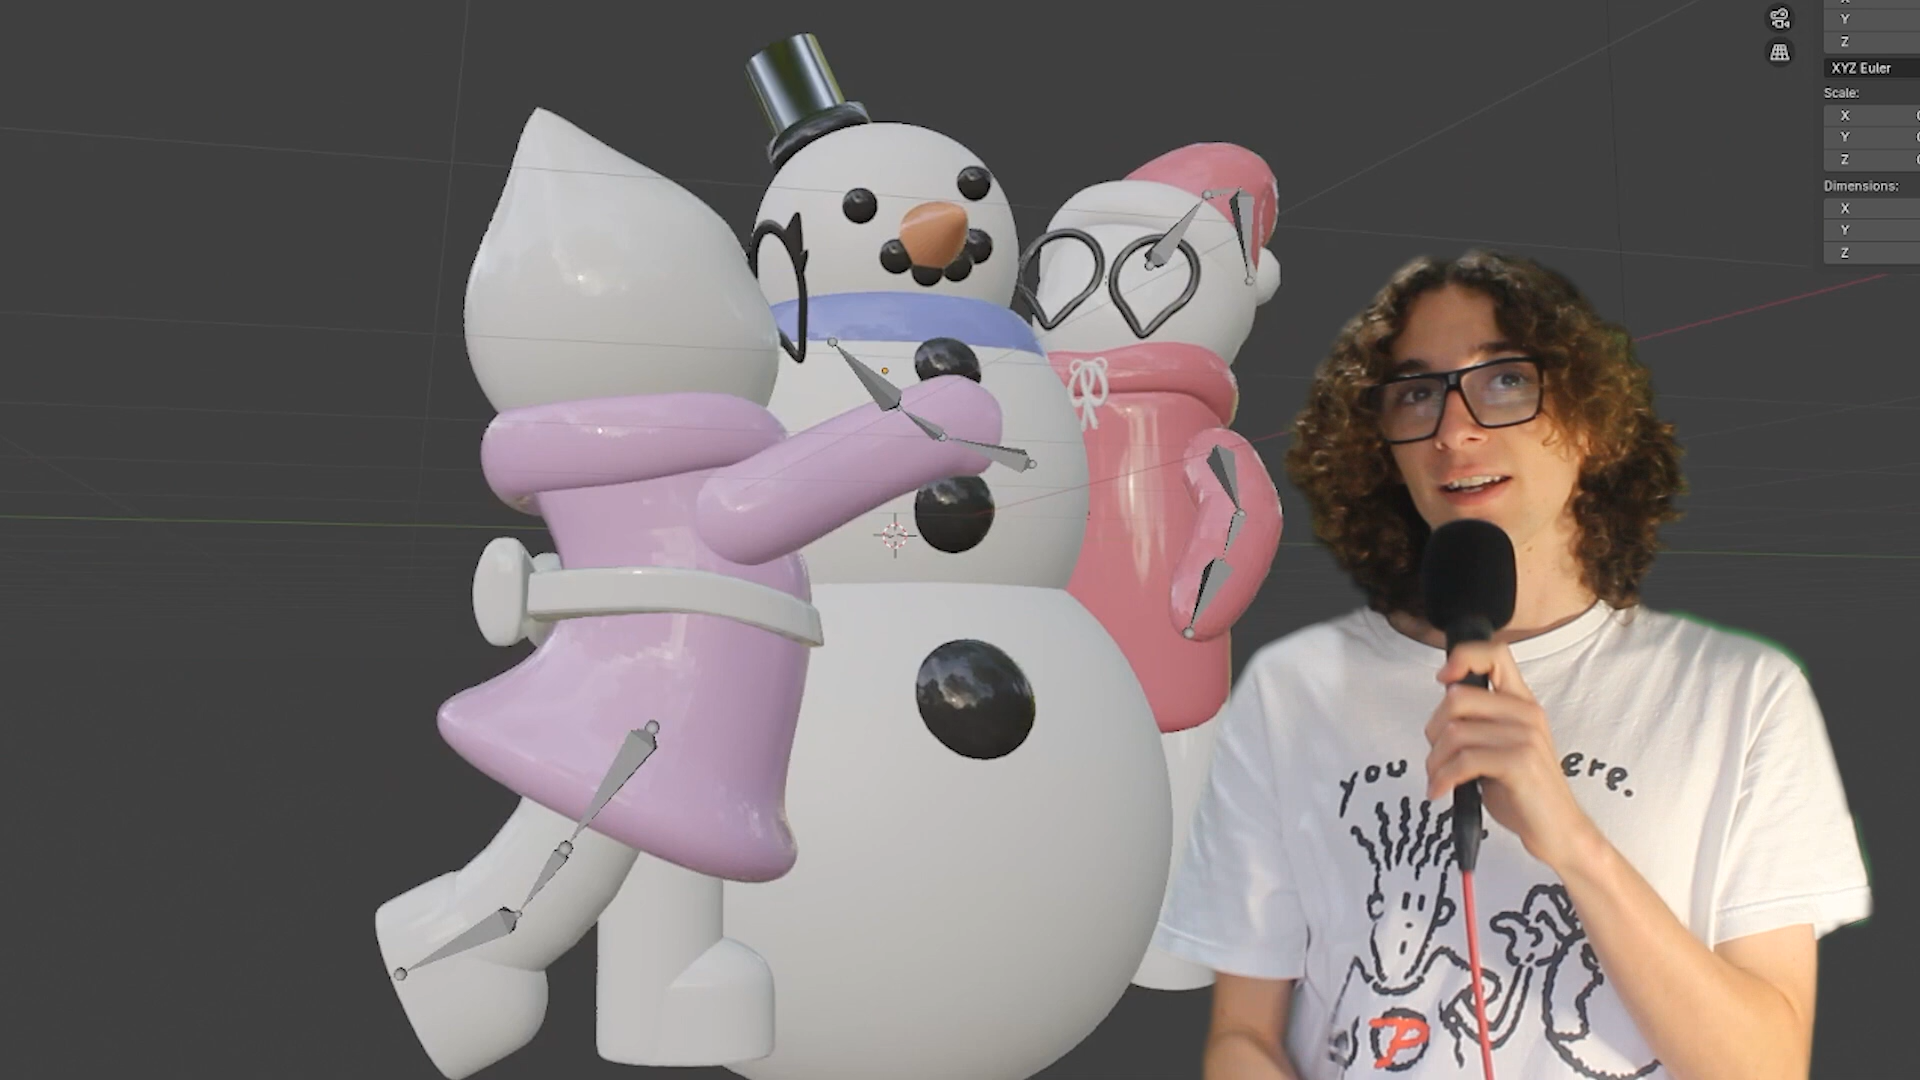 Y
Z
XYZ Euler
Scale:
X
Y
Z
Dimensions:
X
Y
Z
you ere.
P